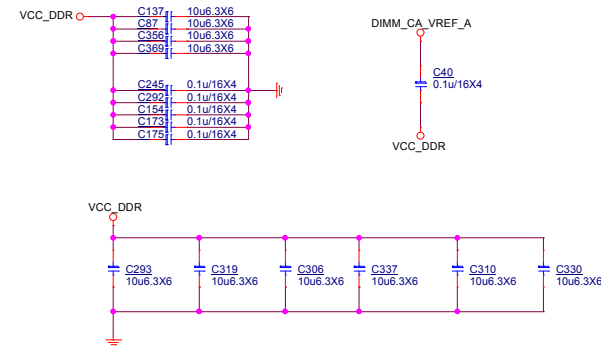 VCC_DDR
C137 10u6.3X6
C87 10u6.3X6
C356 10u6.3X6
C369 10u6.3X6
C245 0.1u/16X4
C292 0.1u/16X4
C154 0.1u/16X4
C173 0.1u/16X4
C175 0.1u/16X4
DIMM_CA_VREF_A
C40
0.1u/16X4
VCC_DDR
VCC_DDR
C293
10u6.3X6
C319
10u6.3X6
C306
10u6.3X6
C337
10u6.3X6
C310
10u6.3X6
C330
10u6.3X6